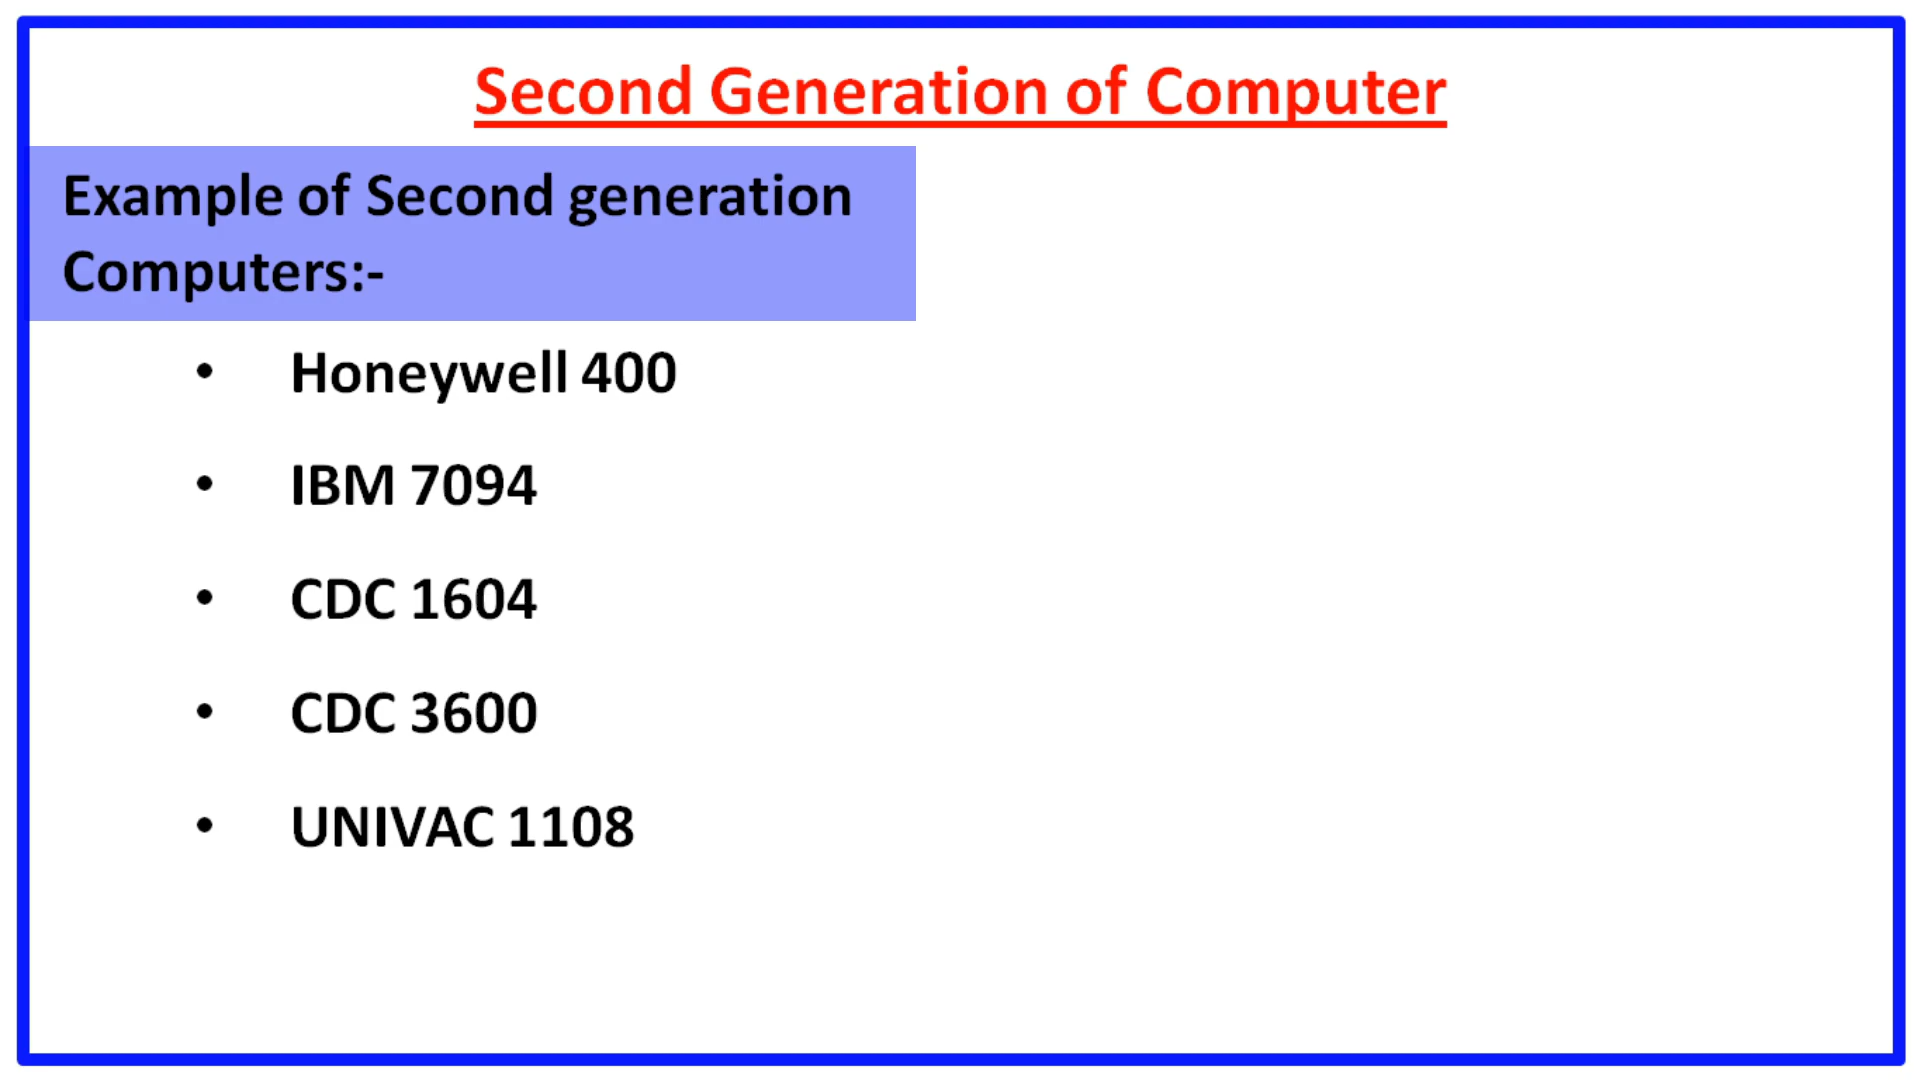 Second Generation of Computer
Example of Second generation
Computers:-
• Honeywell 400
• IBM 7094
• CDC 1604
• CDC 3600
• UNIVAC 1108